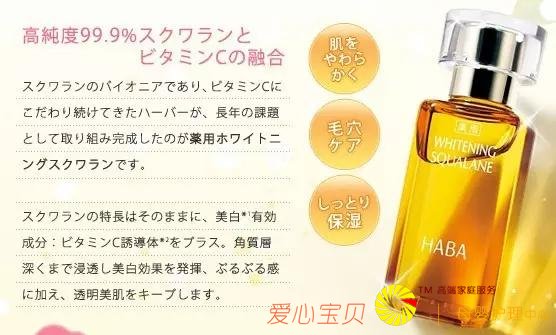 高純度99.9%スクワランと
ビタミンCの融合
スクワランのパイオニアであり、ビタミンCに
こだわり続けてきたハーバーが、長年の課題
として取り組み完成したのが薬用ホワイトニ
ングスクワランです。
スクワランの特長はそのままに、美白*¹有効
成分：ビタミンC誘導体*²をプラス。角質層
深くまで浸透し美白効果を発揮、ぷるぷる感
に加え、透明美肌をキープします。
肌を
やわら
かく
毛穴
ケア
しっとり
保湿
薬用
WHITENING
SQUALANE
HABA
爱心宝贝
TM 高端家庭服务